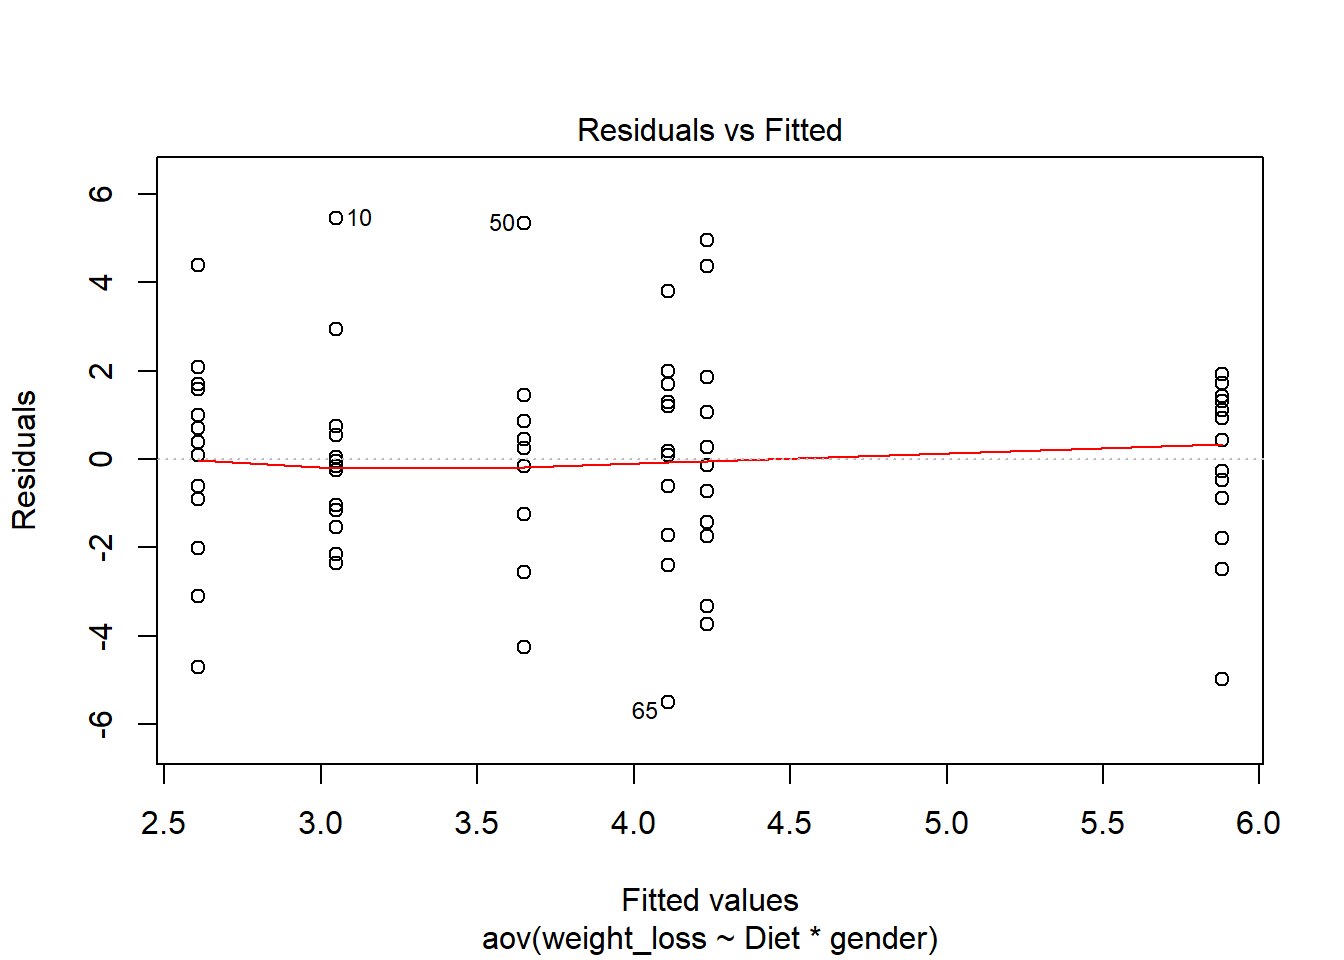 Residuals vs Fitted
Residuals
6
4
2
0
-2
-4
-6
10
50
65
2.5 3.0 3.5 4.0 4.5 5.0 5.5 6.0
Fitted values
aov(weight_loss ~ Diet * gender)